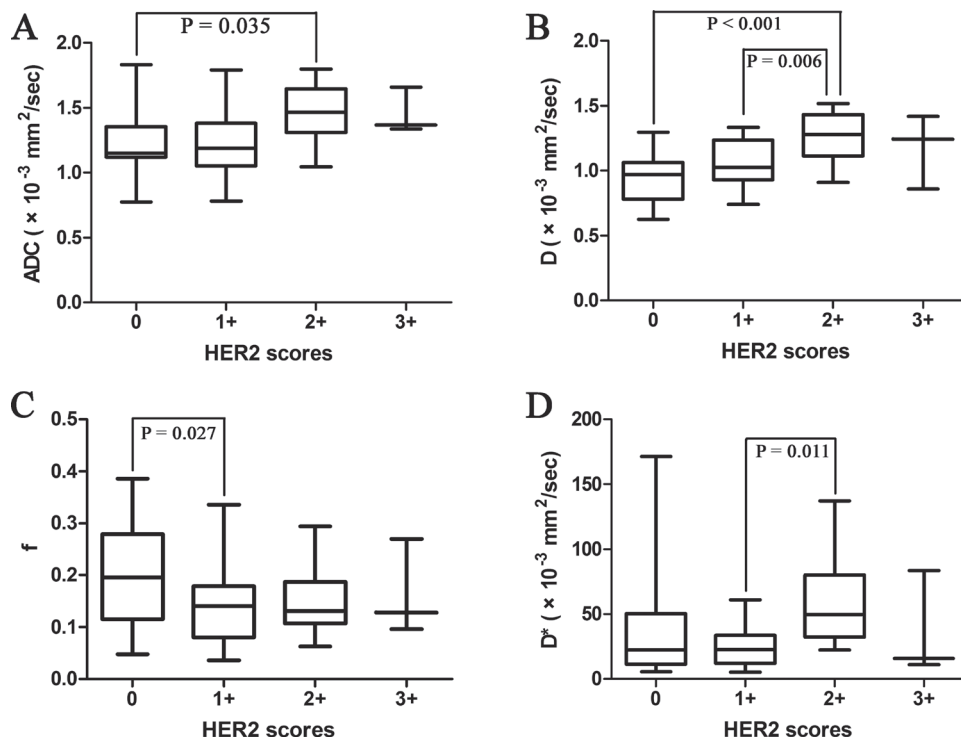 A
P = 0.035
ADC ( × 10⁻³ mm²/sec)
2.0
1.5
1.0
0.5
0.0
0 1+ 2+ 3+
HER2 scores
B
P < 0.001
P = 0.006
D ( × 10⁻³ mm²/sec)
2.0
1.5
1.0
0.5
0.0
0 1+ 2+ 3+
HER2 scores
C
P = 0.027
f
0.5
0.4
0.3
0.2
0.1
0.0
0 1+ 2+ 3+
HER2 scores
D
P = 0.011
D* ( × 10⁻³ mm²/sec)
200
150
100
50
0
0 1+ 2+ 3+
HER2 scores